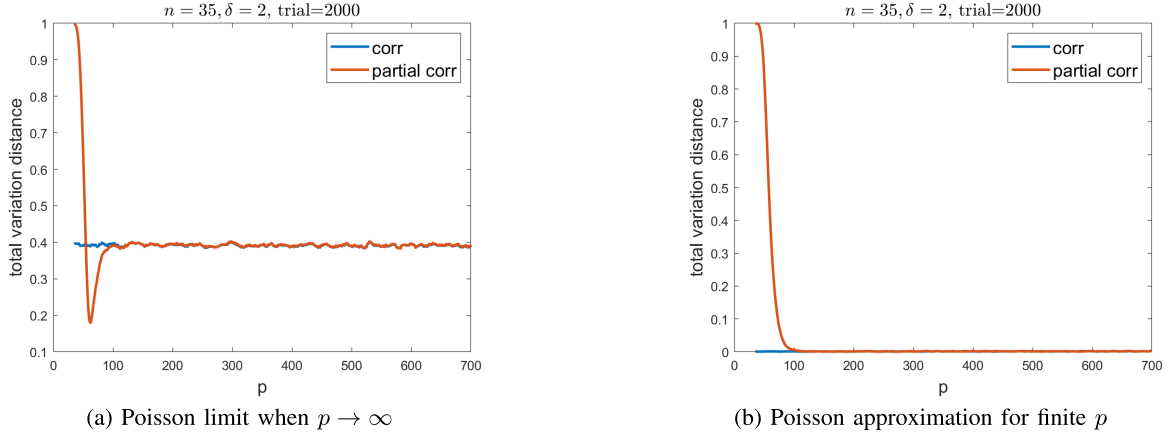 n = 35, δ = 2, trial=2000
1
0.9
0.8
0.7
0.6
0.5
0.4
0.3
0.2
0.1
total variation distance
corr
partial corr
0 100 200 300 400 500 600 700
p
(a) Poisson limit when p → ∞
n = 35, δ = 2, trial=2000
1
0.9
0.8
0.7
0.6
0.5
0.4
0.3
0.2
0.1
0
total variation distance
corr
partial corr
0 100 200 300 400 500 600 700
p
(b) Poisson approximation for finite p